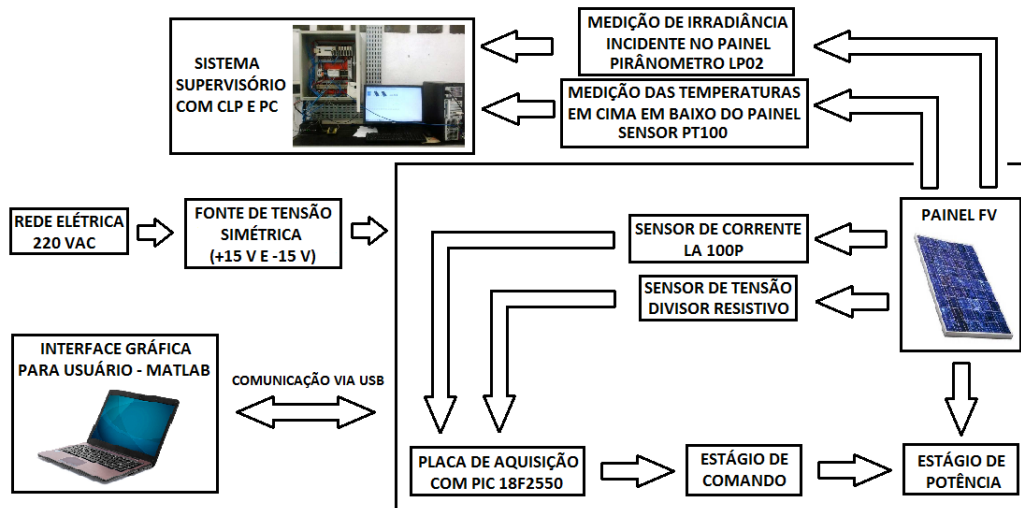 SISTEMA
SUPERVISÓRIO
COM CLP E PC
MEDIÇÃO DE IRRADIÂNCIA
INCIDENTE NO PAINEL
PIRÂNOMETRO LP02
MEDIÇÃO DAS TEMPERATURAS
EM CIMA EM BAIXO DO PAINEL
SENSOR PT100
REDE ELÉTRICA
220 VAC
FONTE DE TENSÃO
SIMÉTRICA
(+15 V E -15 V)
SENSOR DE CORRENTE
LA 100P
SENSOR DE TENSÃO
DIVISOR RESISTIVO
PAINEL FV
INTERFACE GRÁFICA
PARA USUÁRIO - MATLAB
COMUNICAÇÃO VIA USB
PLACA DE AQUISIÇÃO
COM PIC 18F2550
ESTÁGIO DE
COMANDO
ESTÁGIO DE
POTÊNCIA